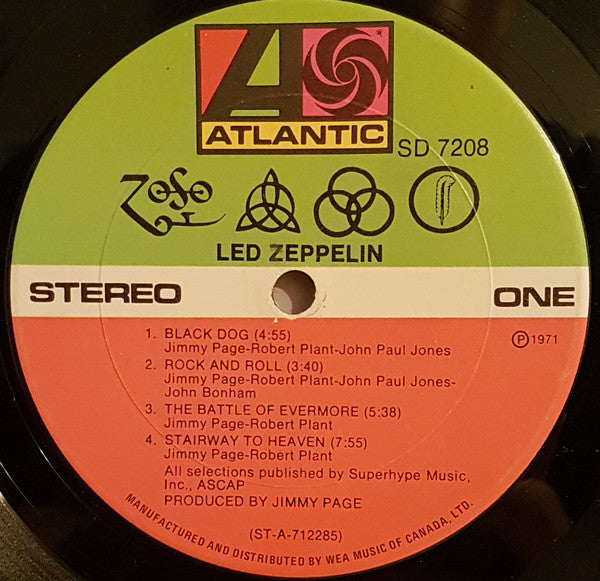 ATLANTIC
SD 7208
LED ZEPPELIN
STEREO ONE
1. BLACK DOG (4:55)
Jimmy Page-Robert Plant-John Paul Jones
2. ROCK AND ROLL (3:40)
Jimmy Page-Robert Plant-John Paul Jones-
John Bonham
3. THE BATTLE OF EVERMORE (5:38)
Jimmy Page-Robert Plant
4. STAIRWAY TO HEAVEN (7:55)
Jimmy Page-Robert Plant
All selections published by Superhype Music,
Inc., ASCAP
PRODUCED BY JIMMY PAGE
℗ 1971
(ST-A-712285)
MANUFACTURED AND DISTRIBUTED BY WEA MUSIC OF CANADA, LTD.